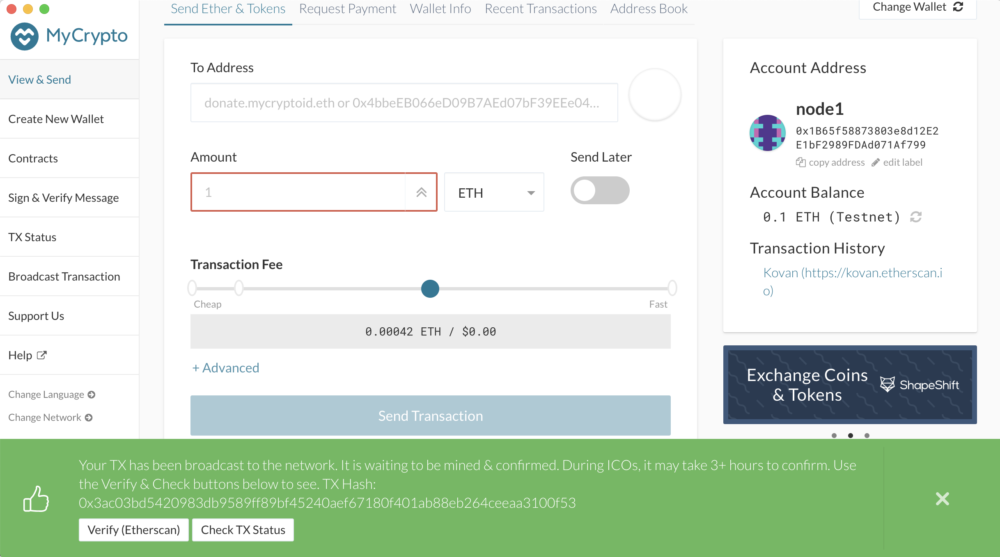 Send Ether & Tokens Request Payment Wallet Info Recent Transactions Address Book
Change Wallet
MyCrypto
View & Send
Create New Wallet
Contracts
Sign & Verify Message
TX Status
Broadcast Transaction
Support Us
Help
Change Language
Change Network
To Address
donate.mycryptoid.eth or 0x4bbeEB066eD09B7AEd07bF39EEe04...
Amount
Send Later
1
ETH
Transaction Fee
Cheap
Fast
0.00042 ETH / $0.00
+ Advanced
Send Transaction
Account Address
node1
0x1B65f58873803e8d12E2
E1bF2989FDAd071Af799
copy address edit label
Account Balance
0.1 ETH (Testnet)
Transaction History
Kovan (https://kovan.etherscan.i
o)
Exchange Coins
& Tokens
ShapeShift
Your TX has been broadcast to the network. It is waiting to be mined & confirmed. During ICOs, it may take 3+ hours to confirm. Use
the Verify & Check buttons below to see. TX Hash:
0x3ac03bd5420983db9589ff89bf45240aef67180f401ab88eb264ceeaa3100f53
Verify (Etherscan)
Check TX Status